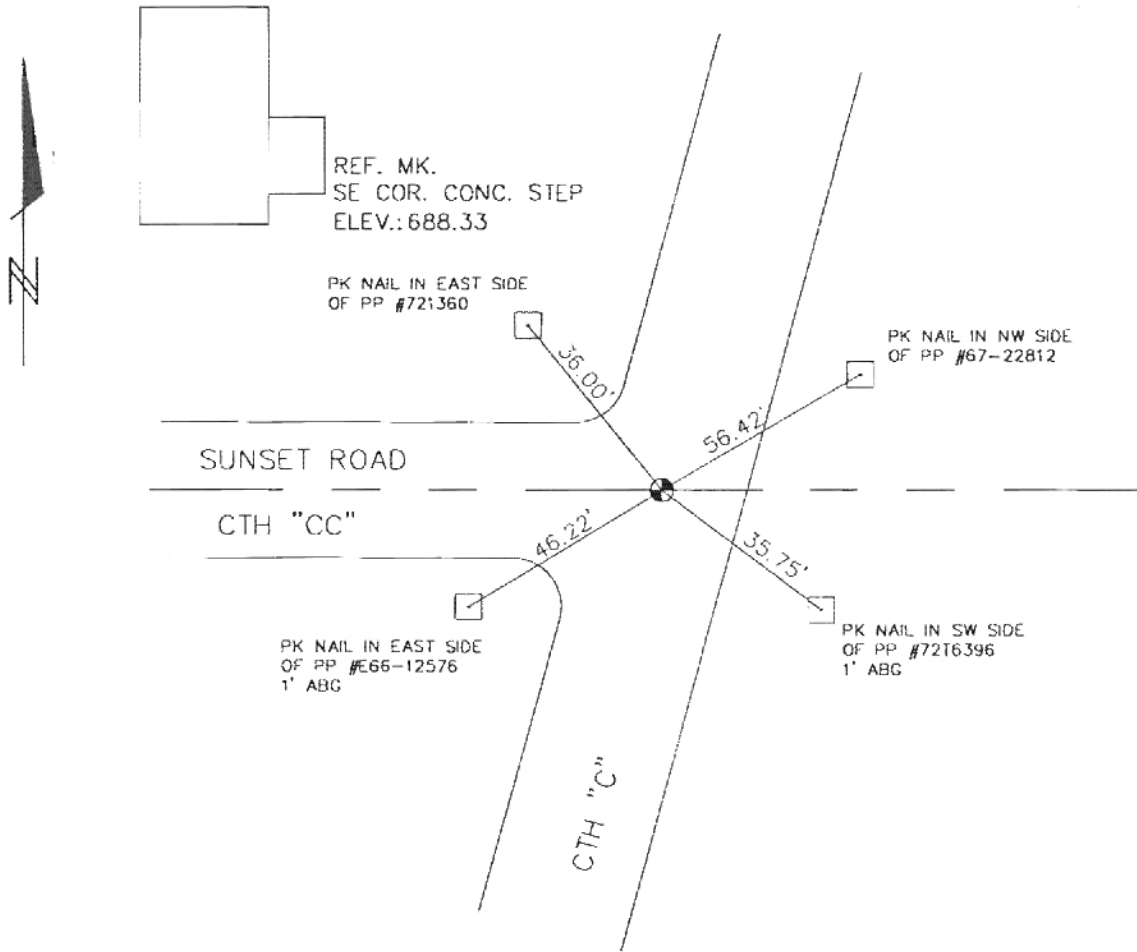 REF. MK.
SE COR. CONC. STEP
ELEV.: 688.33
N
PK NAIL IN EAST SIDE
OF PP #721360
36.00'
PK NAIL IN NW SIDE
OF PP #67-22812
56.42'
SUNSET ROAD
CTH "CC"
46.22'
35.75'
PK NAIL IN EAST SIDE
OF PP #E66-12576
1' ABG
PK NAIL IN SW SIDE
OF PP #72T6396
1' ABG
CTH "C"